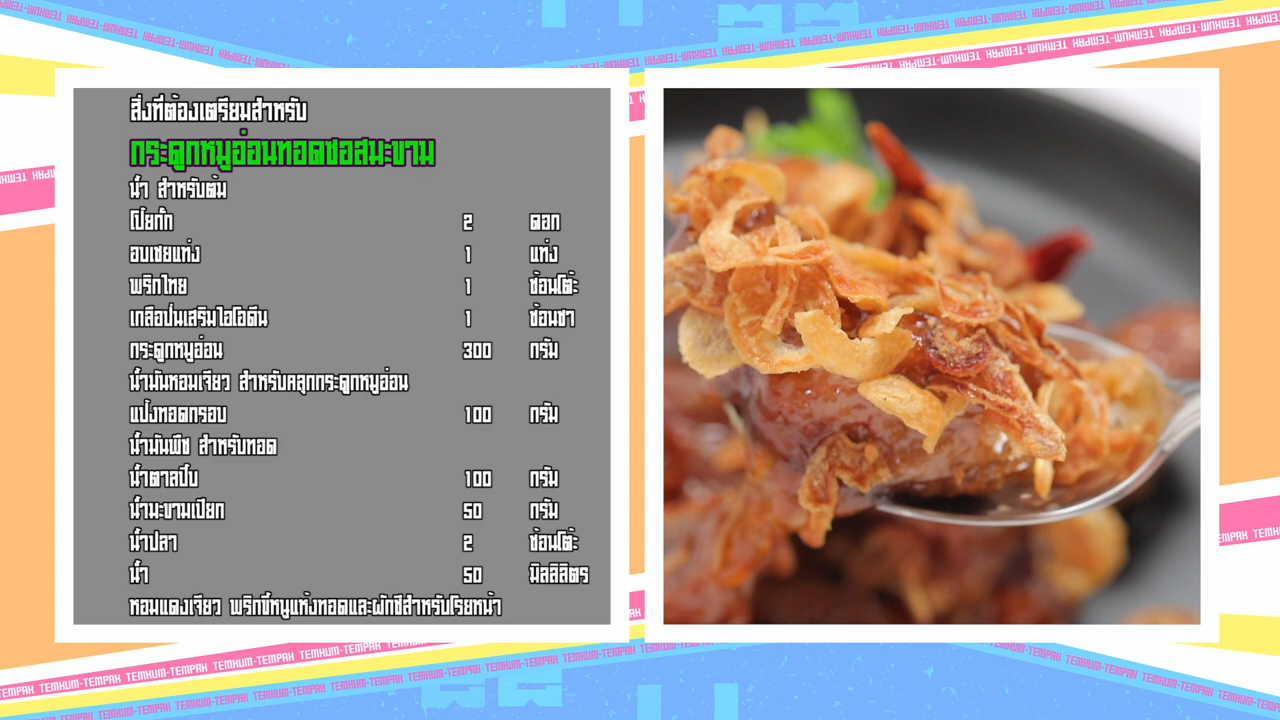 สิ่งที่ต้องเตรียมสำหรับ
กระดูกหมูอ่อนทอดซอสมะขาม
น้ำ สำหรับต้ม
โป๊ยกั๊ก 2 ดอก
อบเชยแท่ง 1 แท่ง
พริกไทย 1 ช้อนโต๊ะ
เกลือป่นเสริมไอโอดีน 1 ช้อนชา
กระดูกหมูอ่อน 300 กรัม
น้ำมันหอมเจียว สำหรับคลุกกระดูกหมูอ่อน
แป้งทอดกรอบ 100 กรัม
น้ำมันพืช สำหรับทอด
น้ำตาลปี๊บ 100 กรัม
น้ำมะขามเปียก 50 กรัม
น้ำปลา 2 ช้อนโต๊ะ
น้ำ 50 มิลลิลิตร
หอมแดงเจียว พริกขี้หนูแห้งทอดและผักชีสำหรับโรยหน้า
TEMPAH TEMHUM-TEMPAH TEMHUM-TEMPAH TEMHUM-TEMPAH TEMHUM-TEMPAH